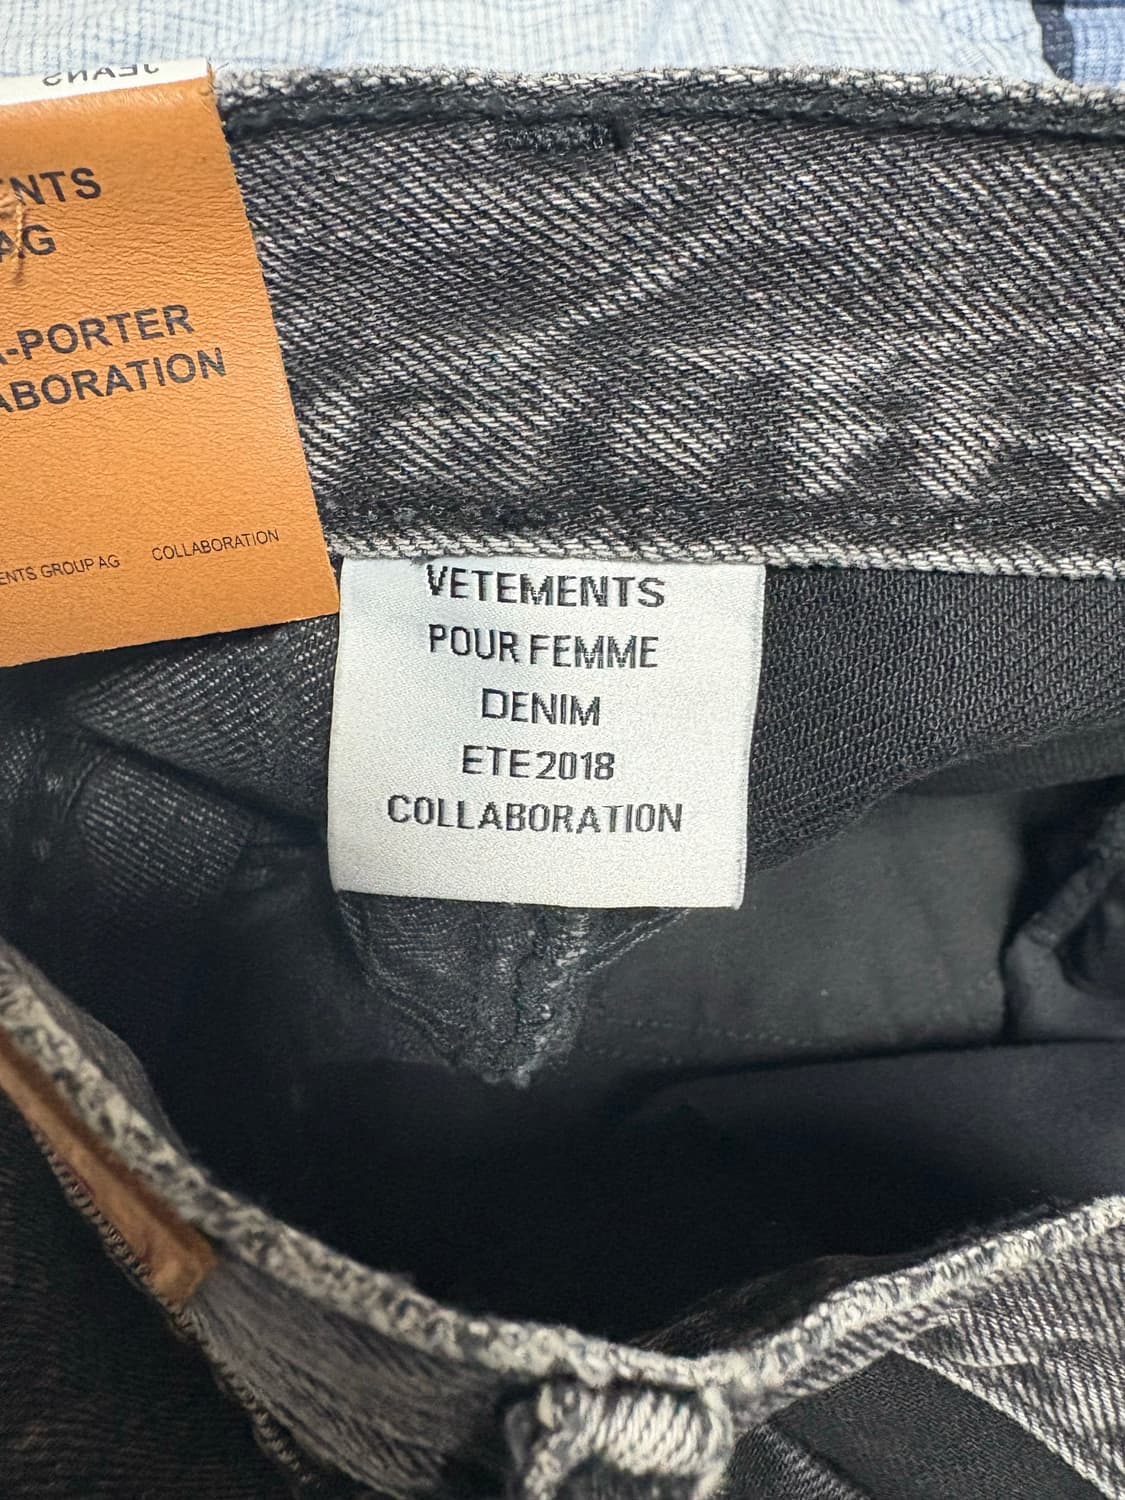 JEANS
ENTS
AG
-PORTER
ABORATION
ENTS GROUP AG COLLABORATION
VETEMENTS
POUR FEMME
DENIM
ETE 2018
COLLABORATION